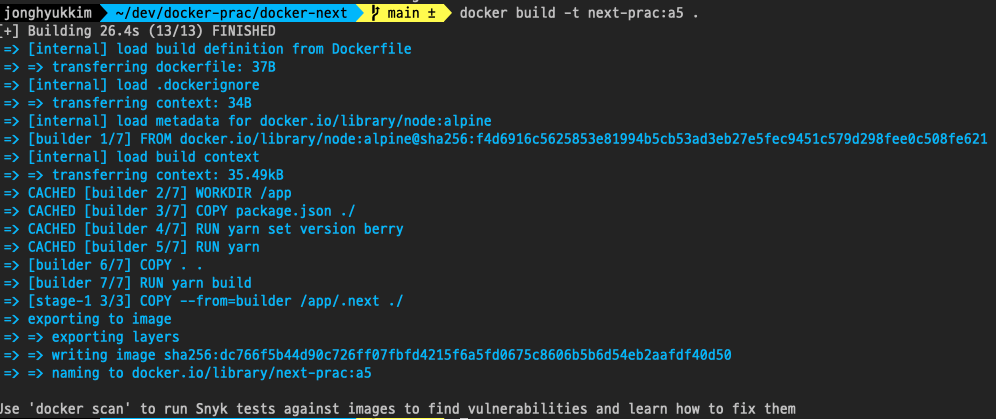 jonghyukkim ~/dev/docker-prac/docker-next main ± docker build -t next-prac:a5 .
[+] Building 26.4s (13/13) FINISHED
=> [internal] load build definition from Dockerfile
=> => transferring dockerfile: 37B
=> [internal] load .dockerignore
=> => transferring context: 34B
=> [internal] load metadata for docker.io/library/node:alpine
=> [builder 1/7] FROM docker.io/library/node:alpine@sha256:f4d6916c5625853e81994b5cb53ad3eb27e5fec9451c579d298fee0c508fe621
=> [internal] load build context
=> => transferring context: 35.49kB
=> CACHED [builder 2/7] WORKDIR /app
=> CACHED [builder 3/7] COPY package.json ./
=> CACHED [builder 4/7] RUN yarn set version berry
=> CACHED [builder 5/7] RUN yarn
=> [builder 6/7] COPY . .
=> [builder 7/7] RUN yarn build
=> [stage-1 3/3] COPY --from=builder /app/.next ./
=> exporting to image
=> => exporting layers
=> => writing image sha256:dc766f5b44d90c726ff07fbfd4215f6a5fd0675c8606b5b6d54eb2aafdf40d50
=> => naming to docker.io/library/next-prac:a5
Use 'docker scan' to run Snyk tests against images to find vulnerabilities and learn how to fix them